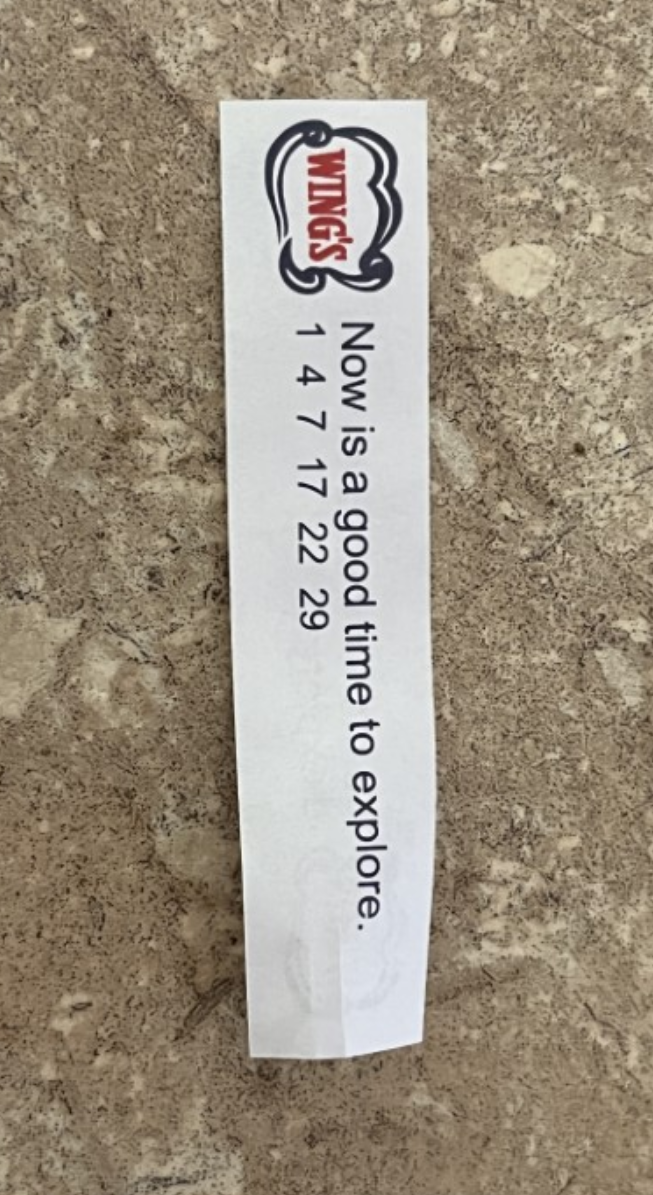 WING'S
Now is a good time to explore.
1 4 7 17 22 29